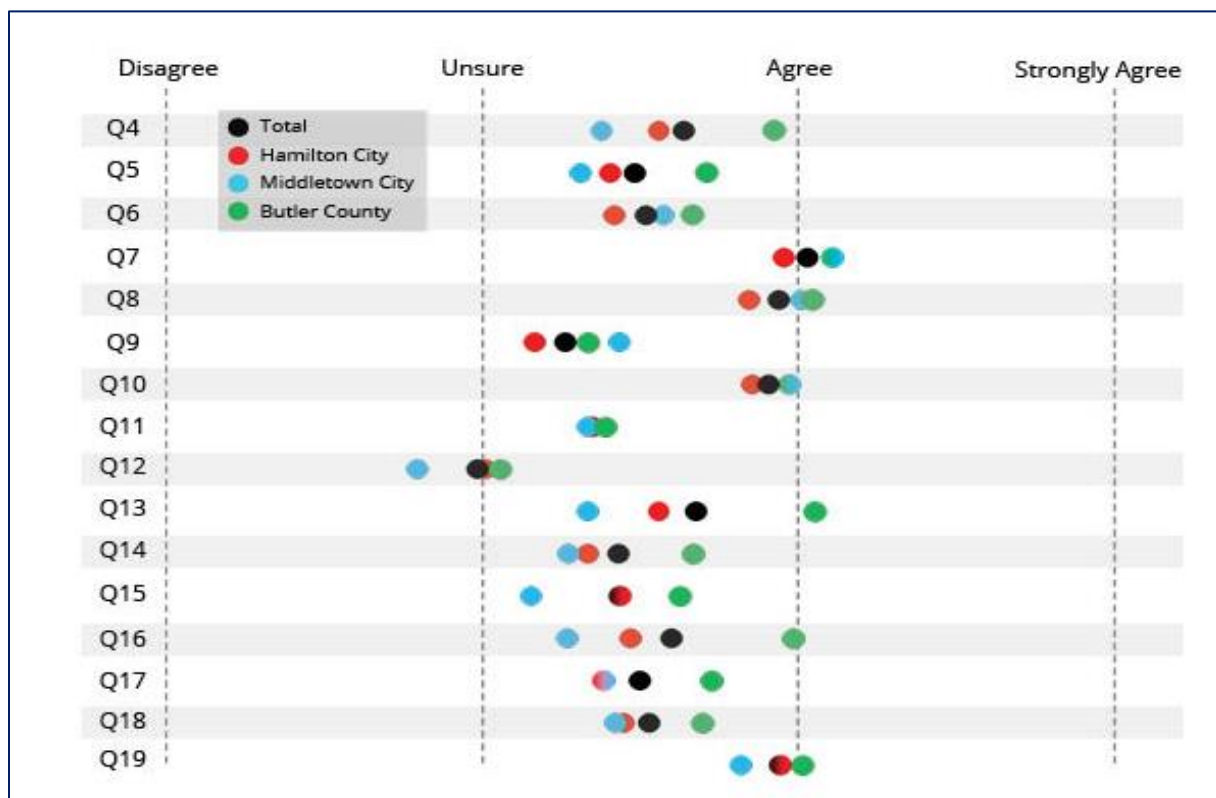 Disagree Unsure Agree Strongly Agree
Q4
Total
Hamilton City
Middletown City
Butler County
Q5
Q6
Q7
Q8
Q9
Q10
Q11
Q12
Q13
Q14
Q15
Q16
Q17
Q18
Q19